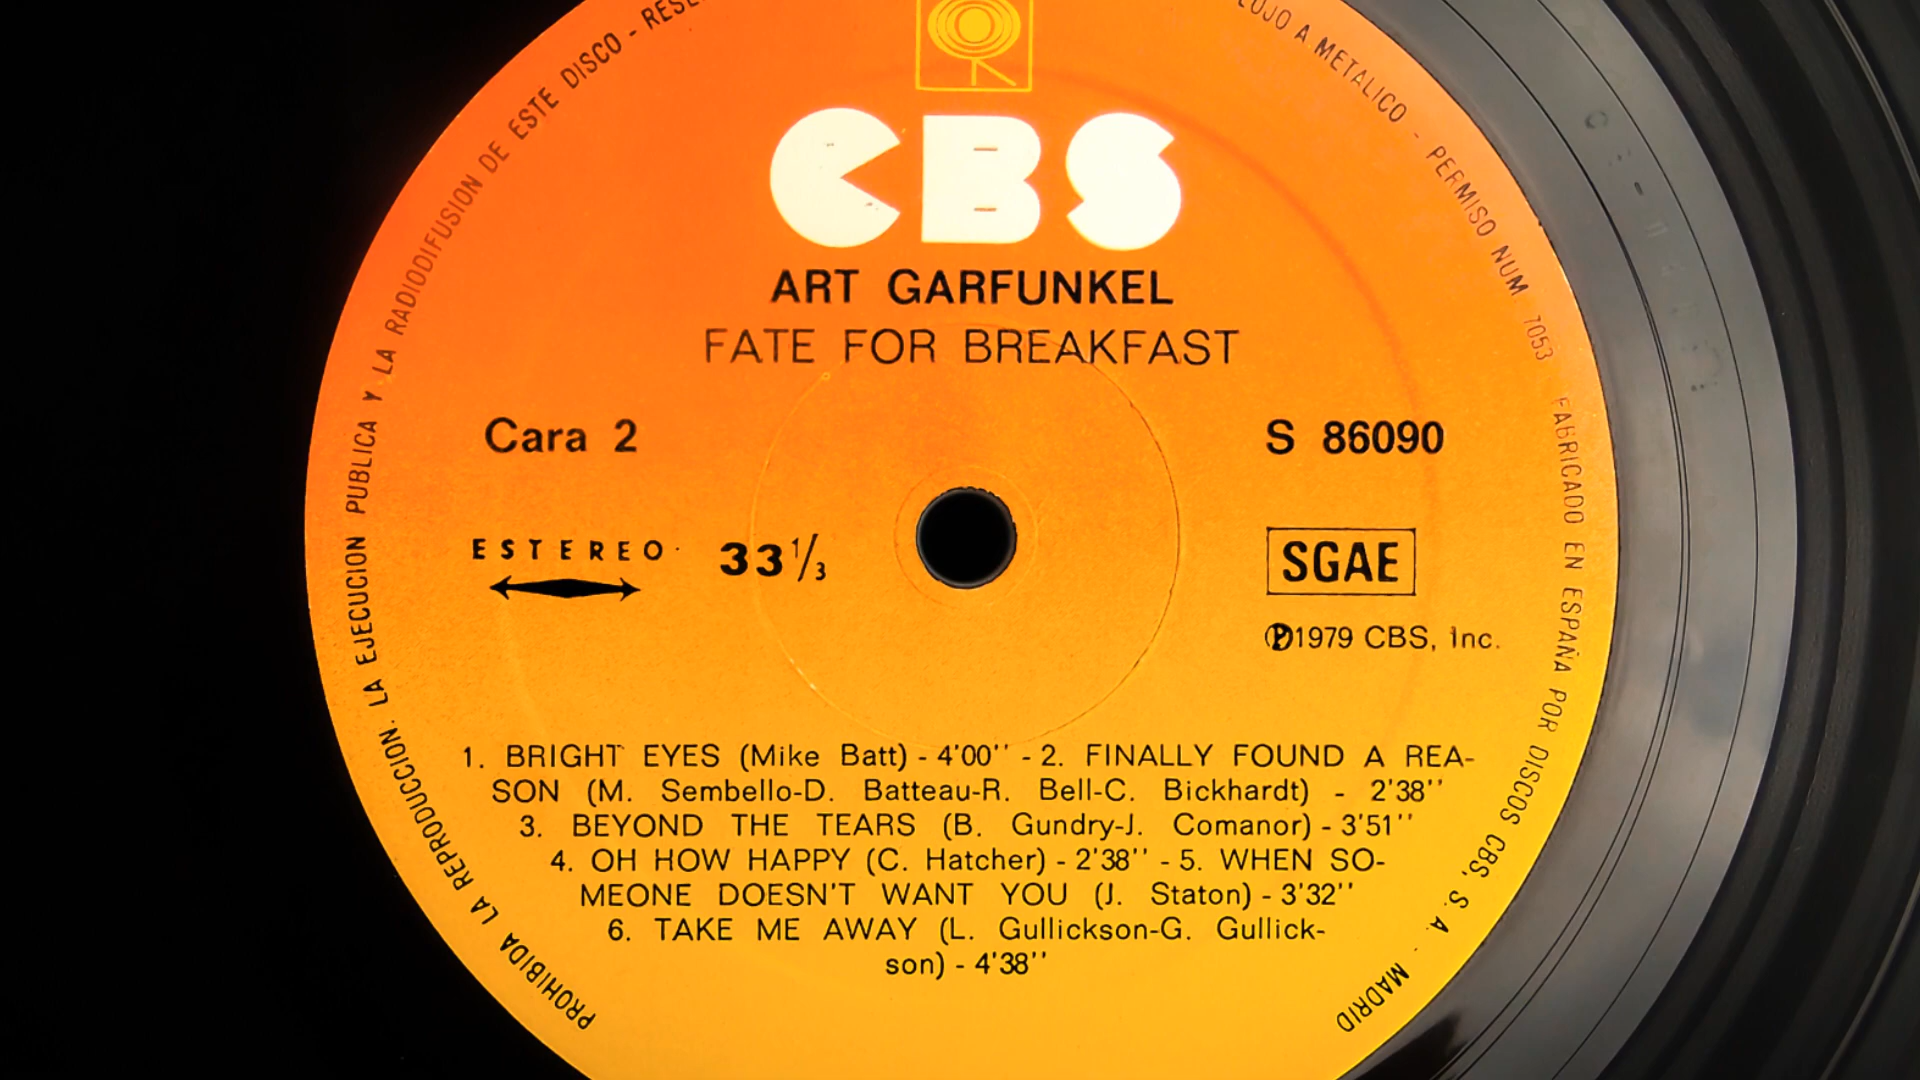 CBS
ART GARFUNKEL
FATE FOR BREAKFAST
Cara 2
S 86090
ESTEREO
33 1/3
SGAE
Ⓟ1979 CBS, Inc.
1. BRIGHT EYES (Mike Batt) - 4'00'' - 2. FINALLY FOUND A REA-
SON (M. Sembello-D. Batteau-R. Bell-C. Bickhardt) - 2'38''
3. BEYOND THE TEARS (B. Gundry-J. Comanor) - 3'51''
4. OH HOW HAPPY (C. Hatcher) - 2'38'' - 5. WHEN SO-
MEONE DOESN'T WANT YOU (J. Staton) - 3'32''
6. TAKE ME AWAY (L. Gullickson-G. Gullick-
son) - 4'38''
PROHIBIDA LA REPRODUCCION. LA EJECUCION PUBLICA Y LA RADIODIFUSION DE ESTE DISCO -
A METALICO - PERMISO NUM 7053 FABRICADO EN ESPAÑA POR DISCOS CBS, S. A. - MADRID